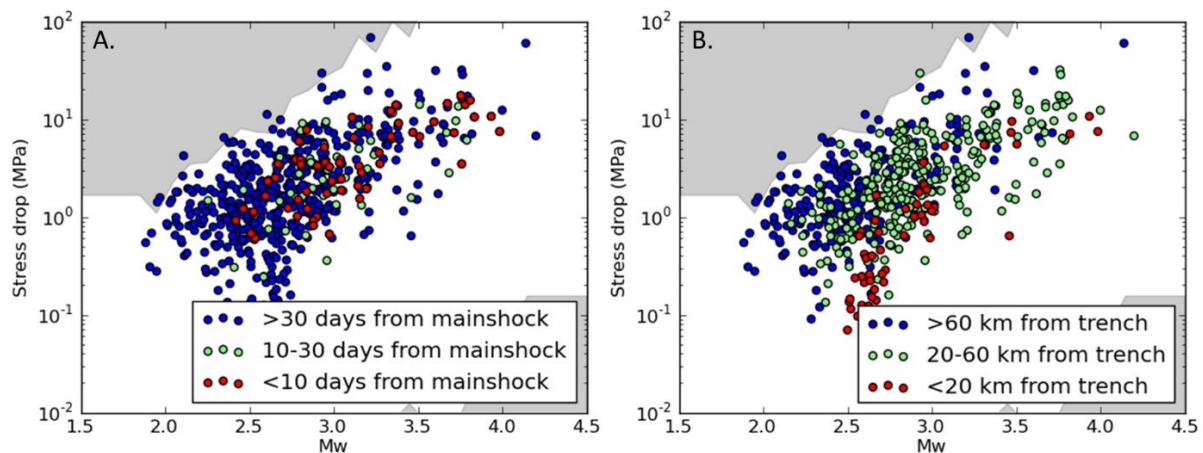 A.
Stress drop (MPa)
10^2
10^1
10^0
10^-1
10^-2
>30 days from mainshock
10-30 days from mainshock
<10 days from mainshock
1.5 2.0 2.5 3.0 3.5 4.0 4.5
Mw
B.
Stress drop (MPa)
10^2
10^1
10^0
10^-1
10^-2
>60 km from trench
20-60 km from trench
<20 km from trench
1.5 2.0 2.5 3.0 3.5 4.0 4.5
Mw